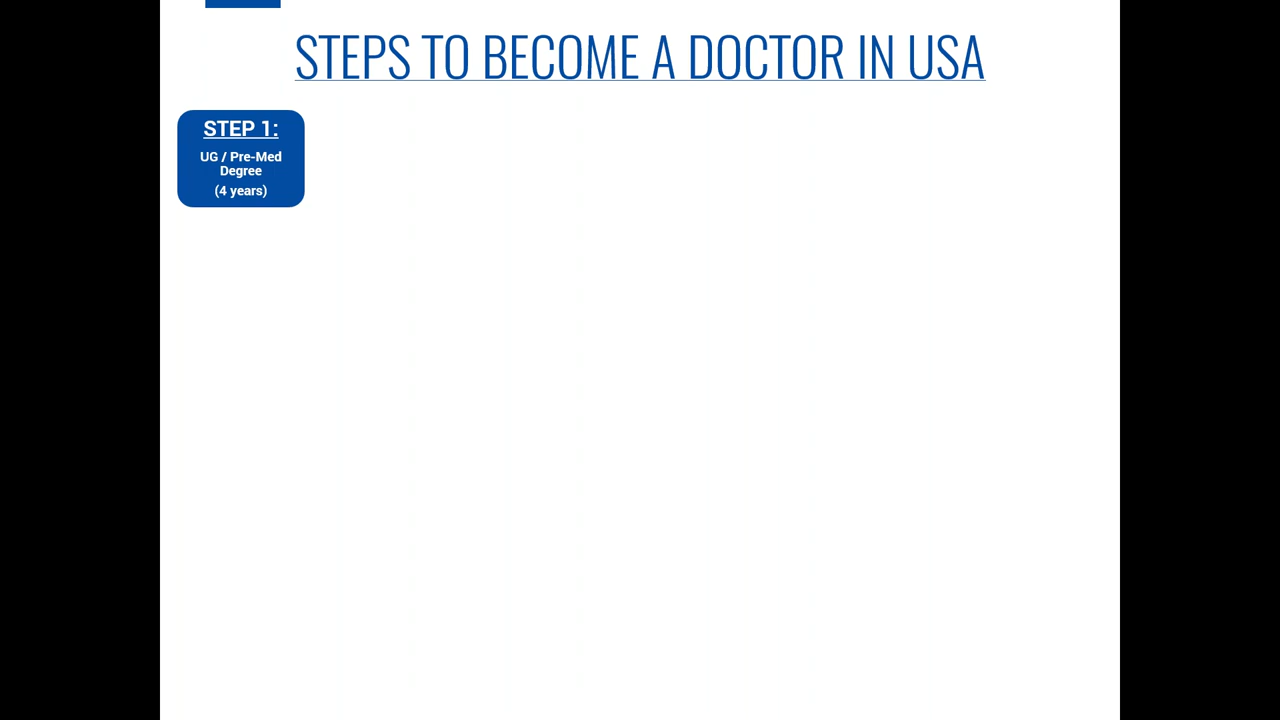 STEPS TO BECOME A DOCTOR IN USA
STEP 1:
UG / Pre-Med
Degree
(4 years)